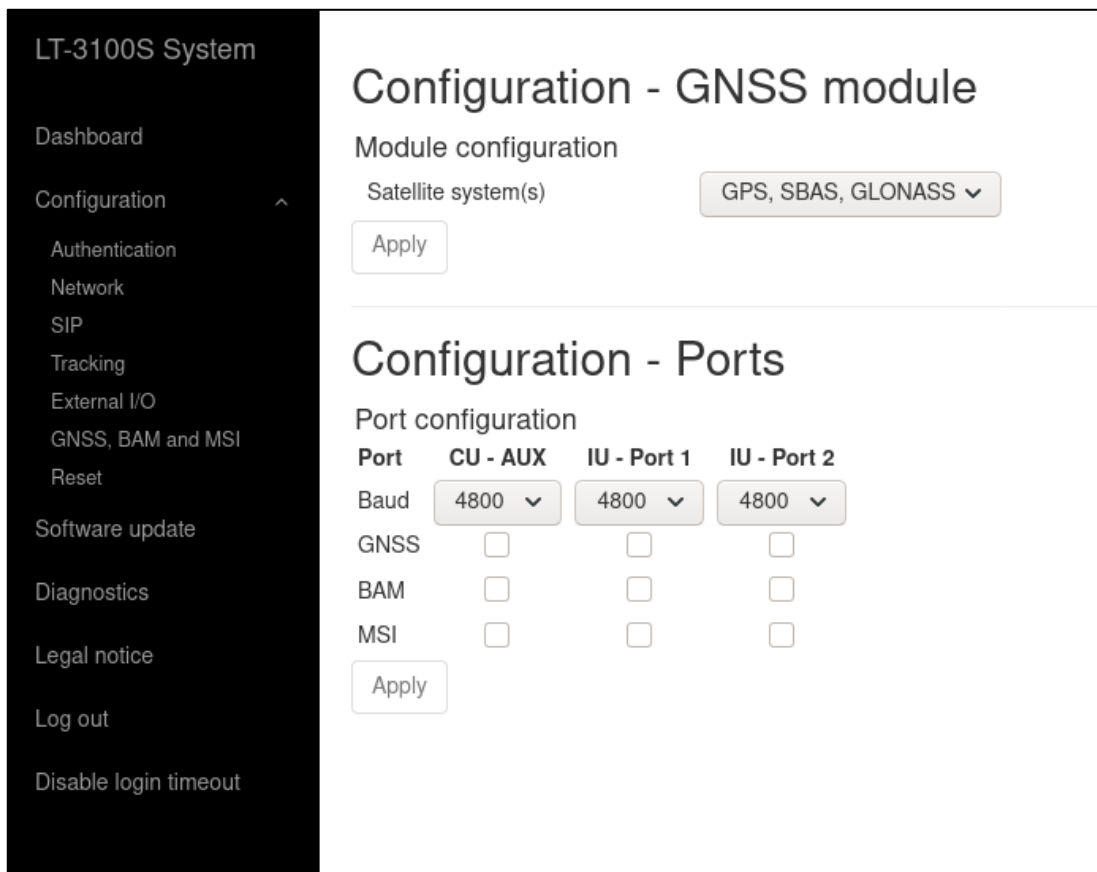 LT-3100S System
Dashboard
Configuration
Authentication
Network
SIP
Tracking
External I/O
GNSS, BAM and MSI
Reset
Software update
Diagnostics
Legal notice
Log out
Disable login timeout
Configuration - GNSS module
Module configuration
Satellite system(s) GPS, SBAS, GLONASS
Apply
Configuration - Ports
Port configuration
Port CU - AUX IU - Port 1 IU - Port 2
Baud 4800 4800 4800
GNSS
BAM
MSI
Apply